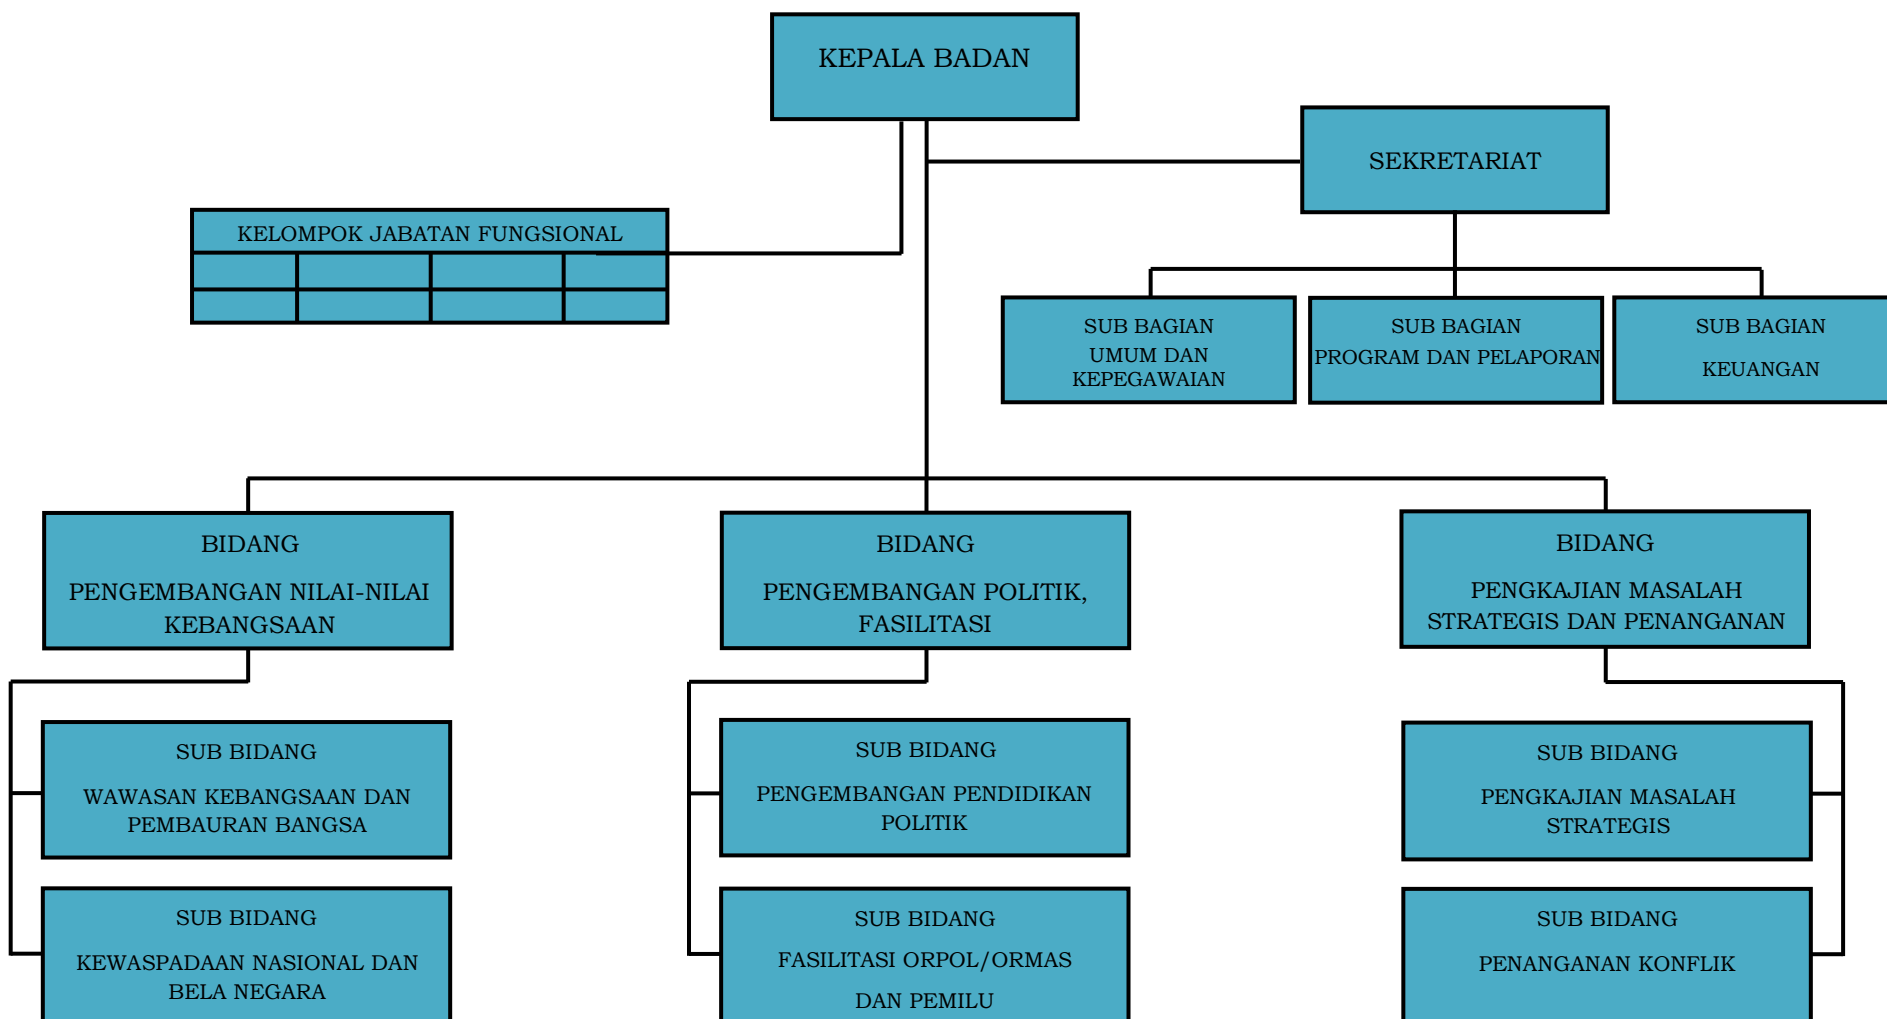 KEPALA BADAN
SEKRETARIAT
KELOMPOK JABATAN FUNGSIONAL
SUB BAGIAN
UMUM DAN
KEPEGAWAIAN
SUB BAGIAN
PROGRAM DAN PELAPORAN
SUB BAGIAN
KEUANGAN
BIDANG
PENGEMBANGAN NILAI-NILAI
KEBANGSAAN
BIDANG
PENGEMBANGAN POLITIK,
FASILITASI
BIDANG
PENGKAJIAN MASALAH
STRATEGIS DAN PENANGANAN
SUB BIDANG
WAWASAN KEBANGSAAN DAN
PEMBAURAN BANGSA
SUB BIDANG
PENGEMBANGAN PENDIDIKAN
POLITIK
SUB BIDANG
PENGKAJIAN MASALAH
STRATEGIS
SUB BIDANG
KEWASPADAAN NASIONAL DAN
BELA NEGARA
SUB BIDANG
FASILITASI ORPOL/ORMAS
DAN PEMILU
SUB BIDANG
PENANGANAN KONFLIK